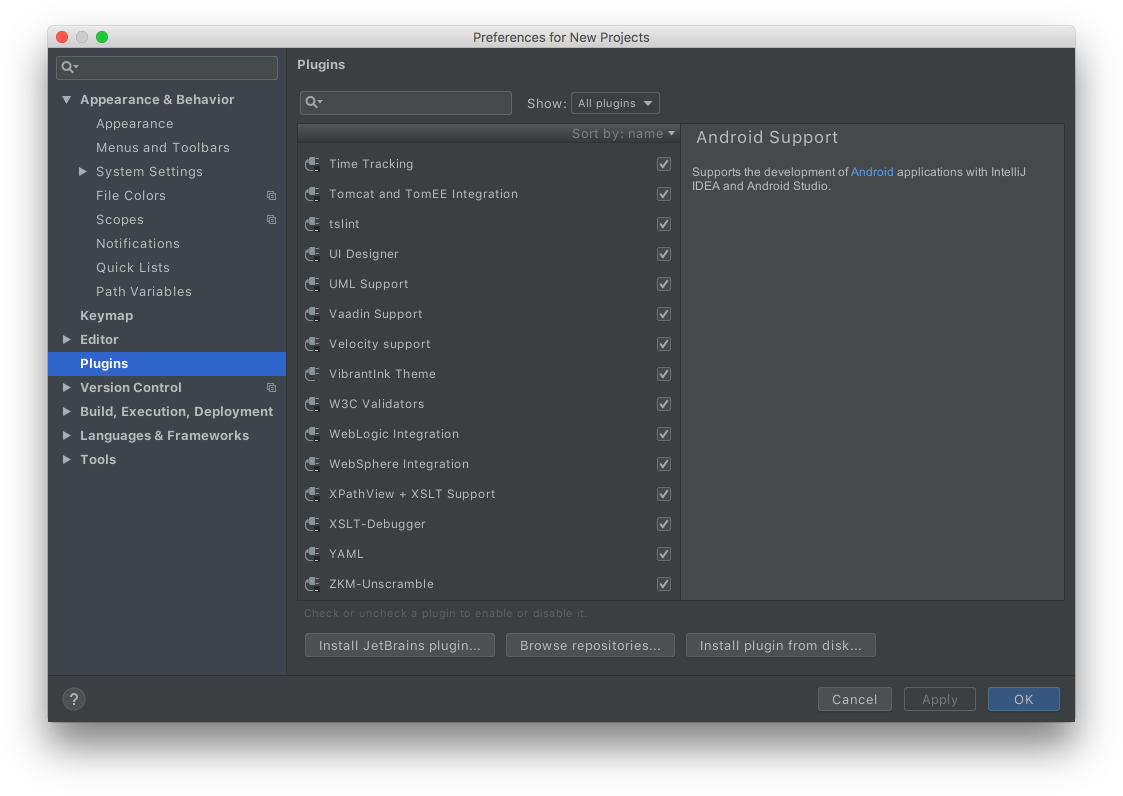 Preferences for New Projects
Appearance & Behavior
Appearance
Menus and Toolbars
System Settings
File Colors
Scopes
Notifications
Quick Lists
Path Variables
Keymap
Editor
Plugins
Version Control
Build, Execution, Deployment
Languages & Frameworks
Tools
Plugins
Show: All plugins
Sort by: name
Time Tracking
Tomcat and TomEE Integration
tslint
UI Designer
UML Support
Vaadin Support
Velocity support
VibrantInk Theme
W3C Validators
WebLogic Integration
WebSphere Integration
XPathView + XSLT Support
XSLT-Debugger
YAML
ZKM-Unscramble
Android Support
Supports the development of Android applications with IntelliJ
IDEA and Android Studio.
Check or uncheck a plugin to enable or disable it.
Install JetBrains plugin... Browse repositories... Install plugin from disk...
? Cancel Apply OK